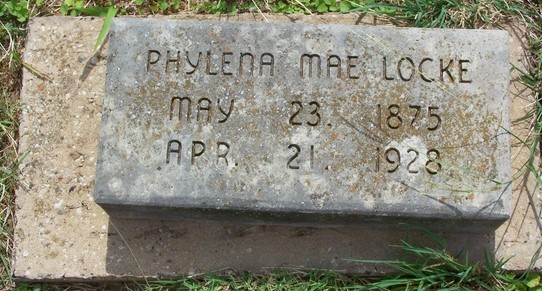 PHYLENA MAE LOCKE
MAY 23. 1875
APR. 21. 1928